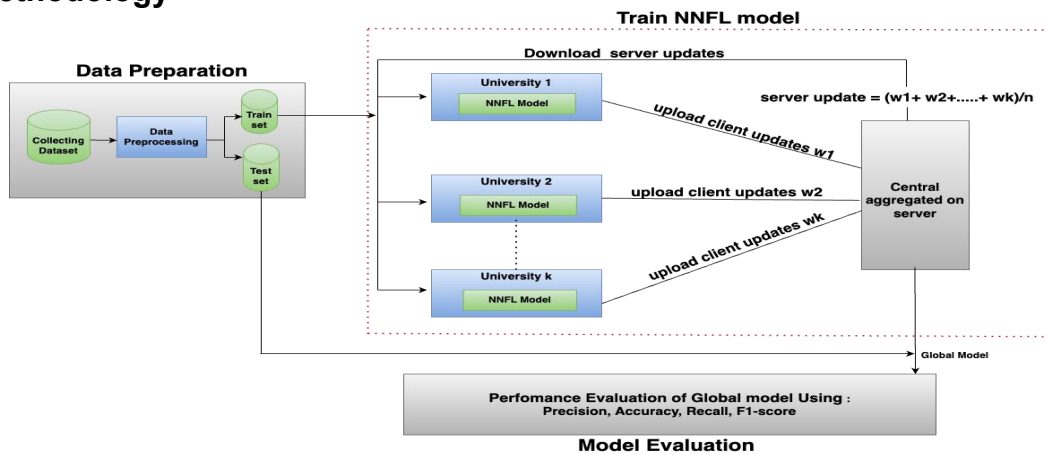 Train NNFL model
Download server updates
Data Preparation
Collecting
Dataset
Data
Preprocessing
Train
set
Test
set
University 1
NNFL Model
University 2
NNFL Model
University k
NNFL Model
upload client updates w1
upload client updates w2
upload client updates wk
server update = (w1+ w2+.....+ wk)/n
Central
aggregated on
server
Global Model
Perfomance Evaluation of Global model Using :
Precision, Accuracy, Recall, F1-score
Model Evaluation